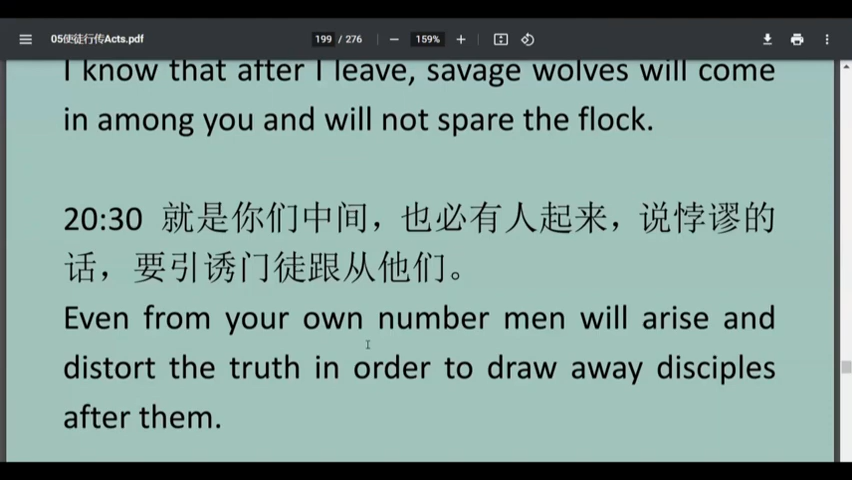 05使徒行传Acts.pdf
199 / 276
159%
I know that after I leave, savage wolves will come
in among you and will not spare the flock.
20:30 就是你们中间，也必有人起来，说悖谬的
话，要引诱门徒跟从他们。
Even from your own number men will arise and
distort the truth in order to draw away disciples
after them.